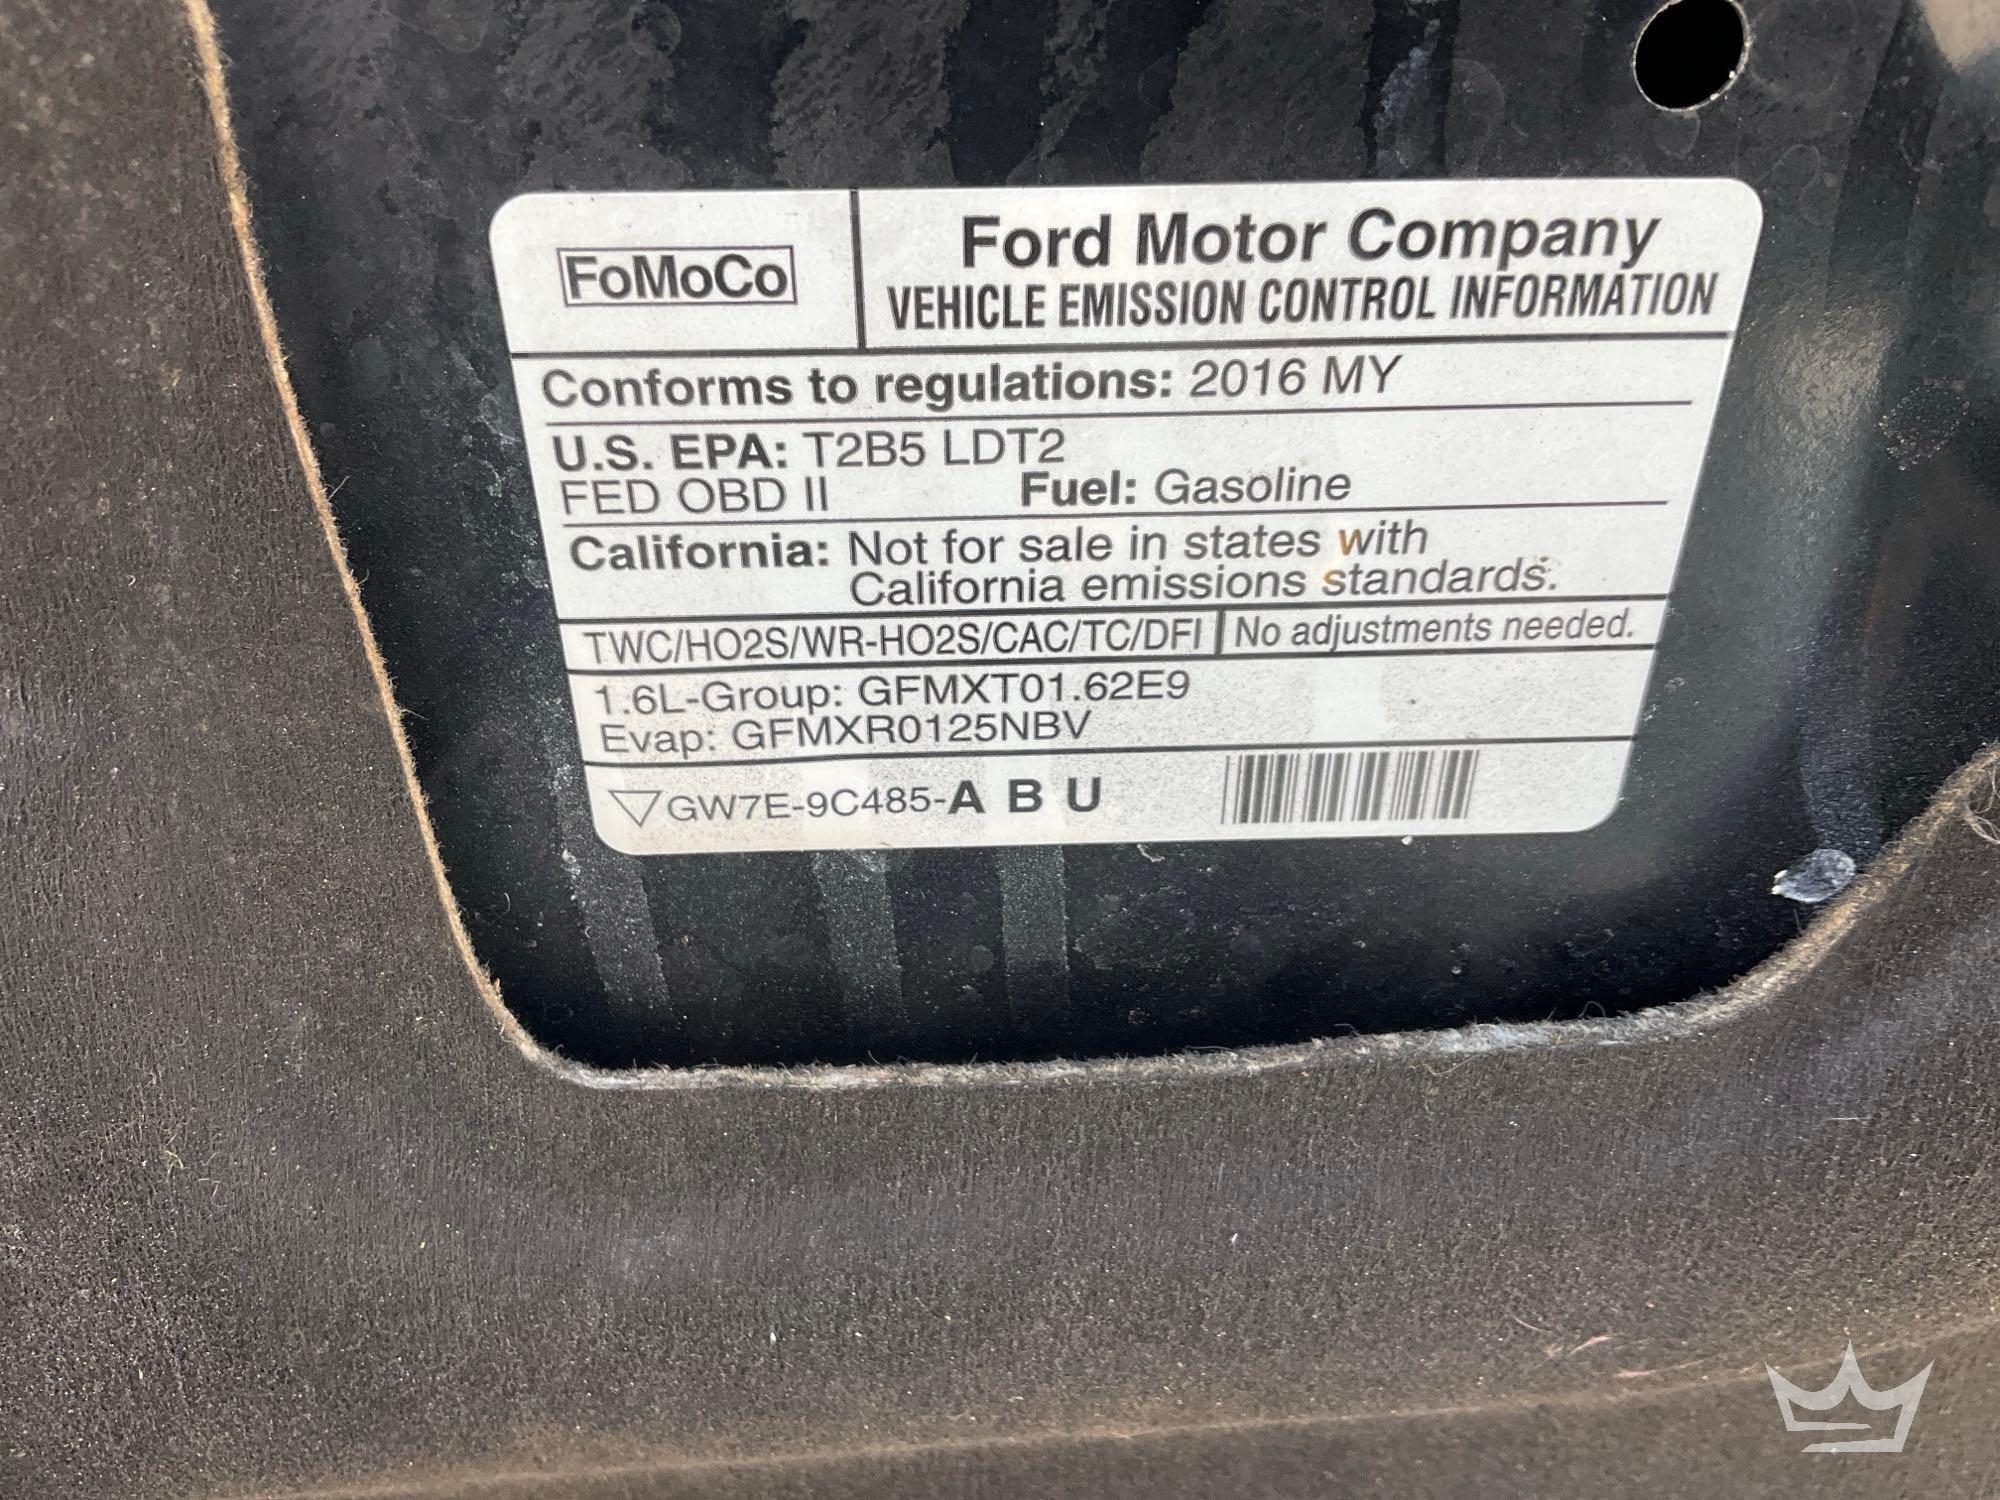 FoMoCo
Ford Motor Company
VEHICLE EMISSION CONTROL INFORMATION
Conforms to regulations: 2016 MY
U.S. EPA: T2B5 LDT2
FED OBD II Fuel: Gasoline
California: Not for sale in states with
California emissions standards.
TWC/HO2S/WR-HO2S/CAC/TC/DFI No adjustments needed.
1.6L-Group: GFMXT01.62E9
Evap: GFMXR0125NBV
GW7E-9C485-A B U